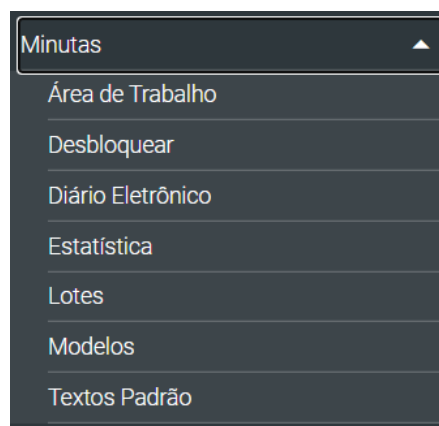 Minutas
Área de Trabalho
Desbloquear
Diário Eletrônico
Estatística
Lotes
Modelos
Textos Padrão